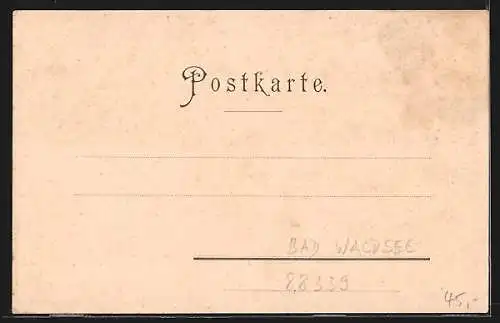 Postkarte.
BAD WALDSEE
88339
45,-